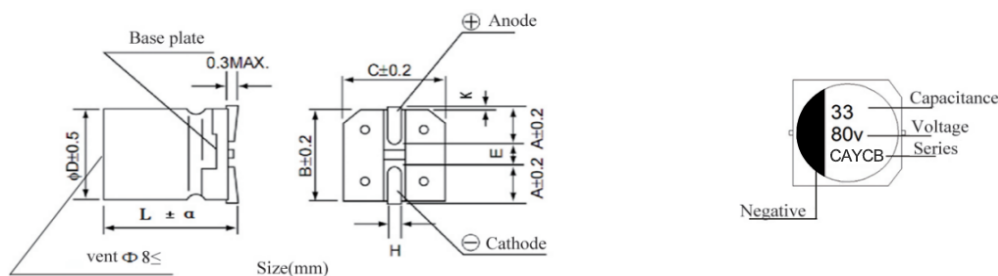 Base plate
0.3MAX.
ϕD±0.5
L ± α
vent Φ 8≤
Size(mm)
⊕ Anode
C±0.2
K
B±0.2
A±0.2
E
A±0.2
H
⊖ Cathode
33
80v
CAYCB
Capacitance
Voltage
Series
Negative